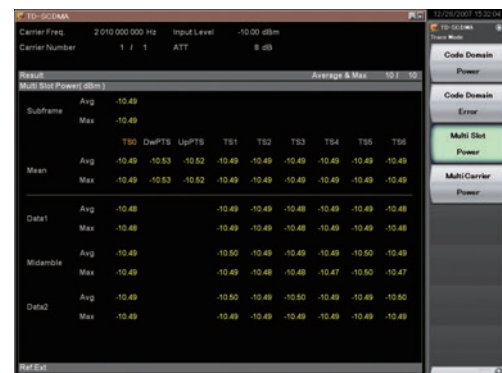 TD-SCDMA
12/28/2007 15:32:04
Carrier Freq. 2 010 000 000 Hz Input Level -10.00 dBm
Carrier Number 1 / 1 ATT 8 dB
Result Average & Max 10 / 10
Multi Slot Power( dBm )
Subframe Avg -10.49
Max -10.49
TS0 DwPTS UpPTS TS1 TS2 TS3 TS4 TS5 TS6
Mean Avg -10.49 -10.53 -10.52 -10.49 -10.49 -10.49 -10.49 -10.49 -10.49
Max -10.49 -10.53 -10.52 -10.49 -10.49 -10.49 -10.49 -10.49 -10.49
Data1 Avg -10.48 -10.49 -10.49 -10.48 -10.49 -10.49 -10.48
Max -10.48 -10.49 -10.49 -10.48 -10.49 -10.49 -10.48
Midamble Avg -10.49 -10.50 -10.49 -10.49 -10.49 -10.50 -10.49
Max -10.49 -10.49 -10.48 -10.48 -10.47 -10.50 -10.47
Data2 Avg -10.49 -10.50 -10.49 -10.50 -10.49 -10.49 -10.50
Max -10.49 -10.49 -10.49 -10.49 -10.49 -10.49 -10.49
Ref.Ext
TD-SCDMA
Trace Mode
Code Domain
Power
Code Domain
Error
Multi Slot
Power
Multi Carrier
Power